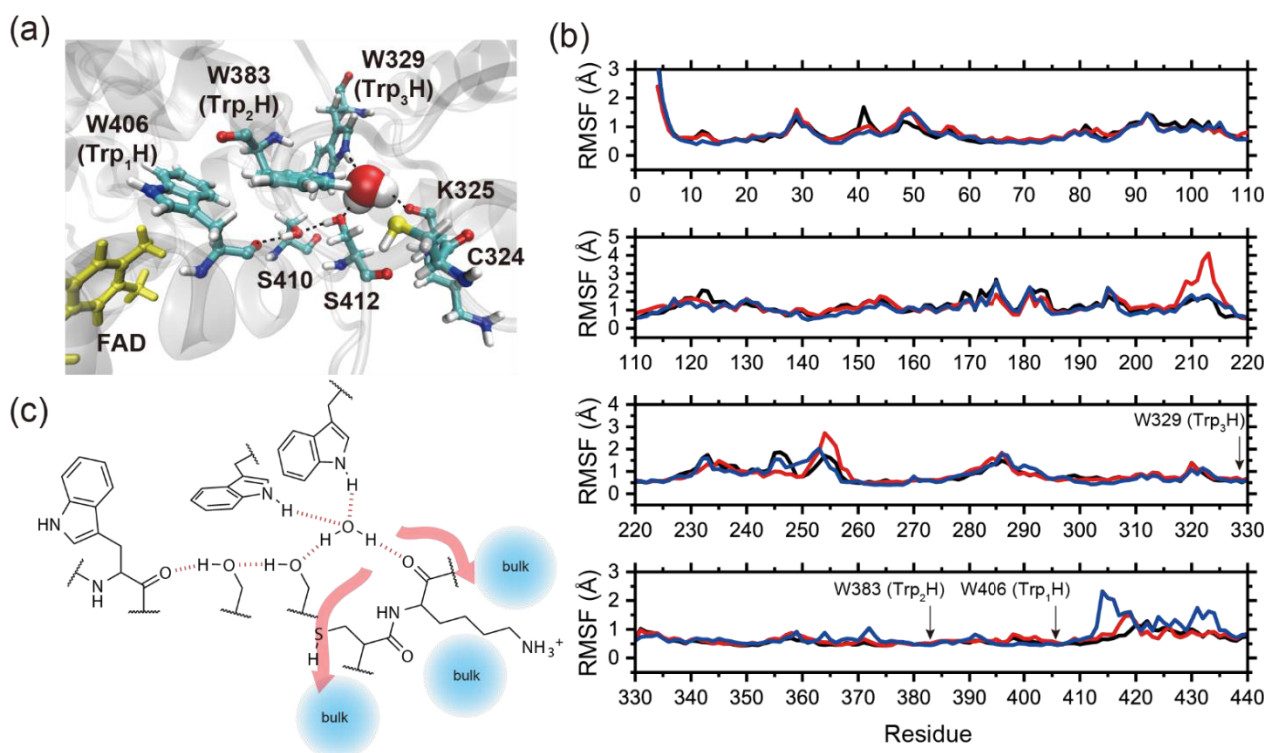 (a)
W329
(Trp3H)
W383
(Trp2H)
W406
(Trp1H)
K325
C324
S410
S412
FAD
(b)
RMSF (Å)
3
2
1
0
0 10 20 30 40 50 60 70 80 90 100 110
RMSF (Å)
5
4
3
2
1
0
110 120 130 140 150 160 170 180 190 200 210 220
RMSF (Å)
4
3
2
1
0
W329 (Trp3H)
220 230 240 250 260 270 280 290 300 310 320 330
RMSF (Å)
3
2
1
0
W383 (Trp2H) W406 (Trp1H)
330 340 350 360 370 380 390 400 410 420 430 440
Residue
(c)
N
H
N
H
HN
O
H H
N
H
O
H O
H O
O
HN
S
H
O
NH3+
bulk
bulk
bulk